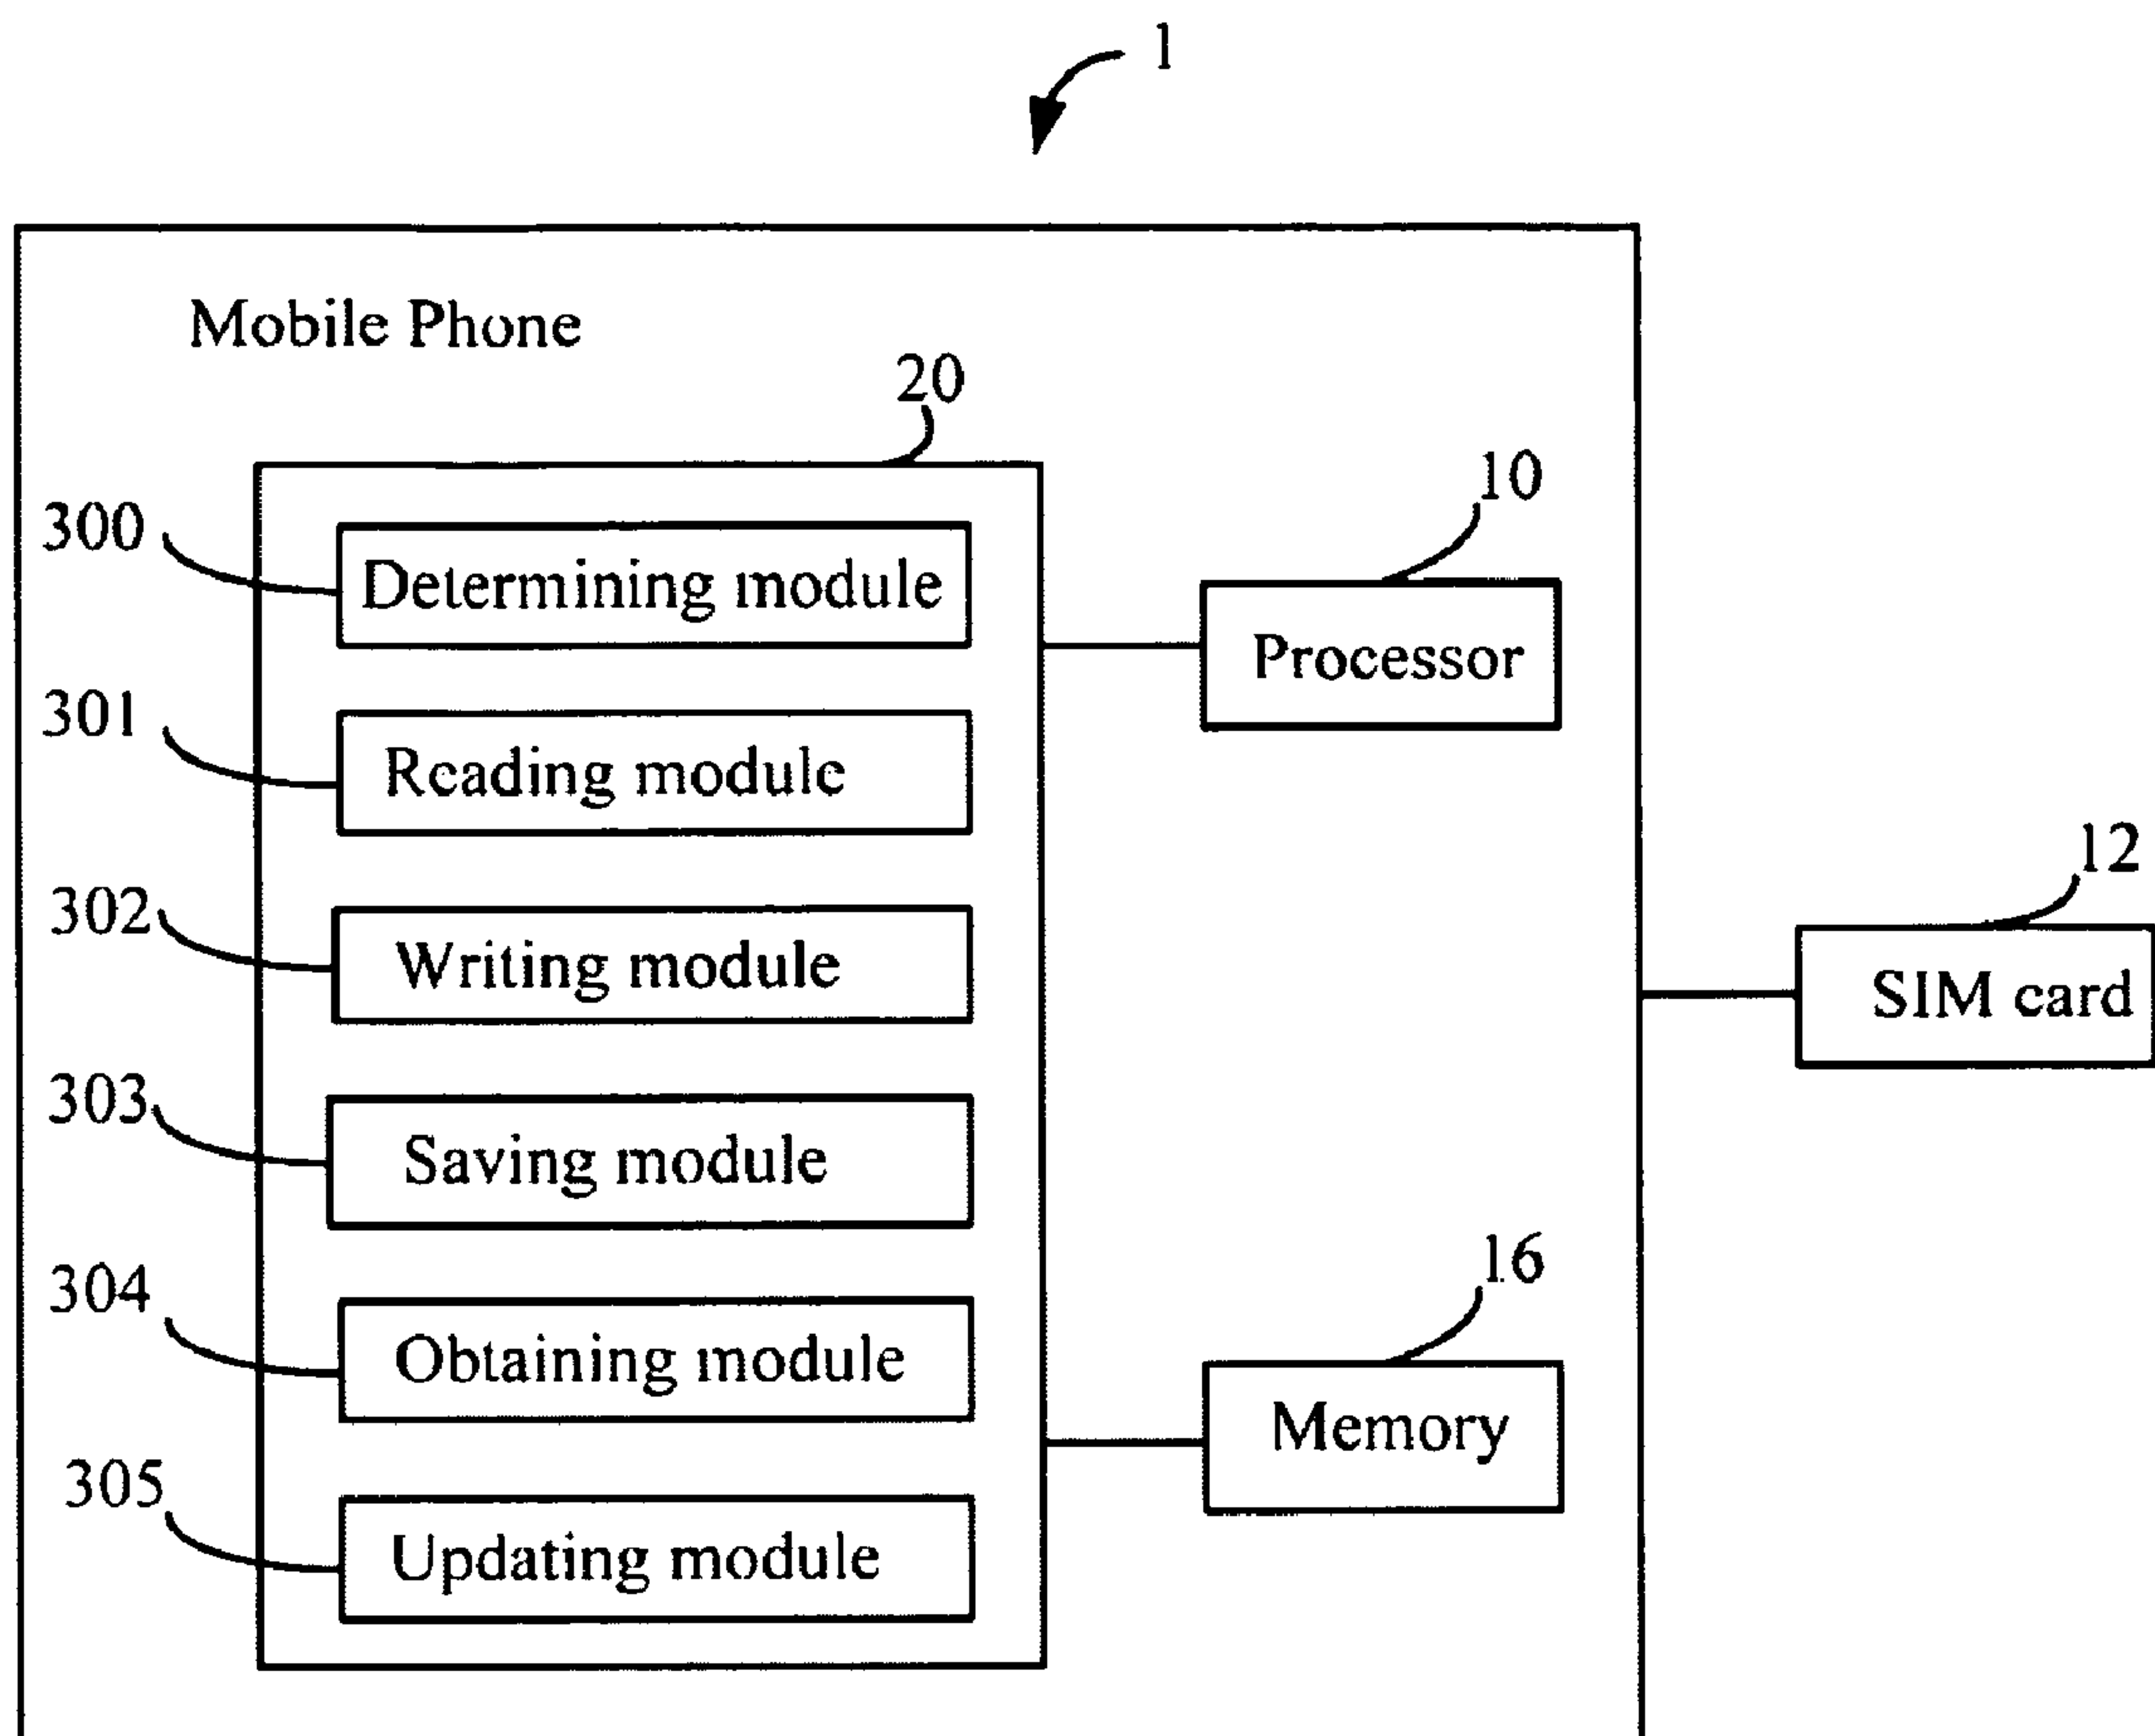 1
Mobile Phone
20
10
300
Determining module
Processor
301
Reading module
12
302
Writing module
SIM card
303
Saving module
16
304
Obtaining module
Memory
305
Updating module